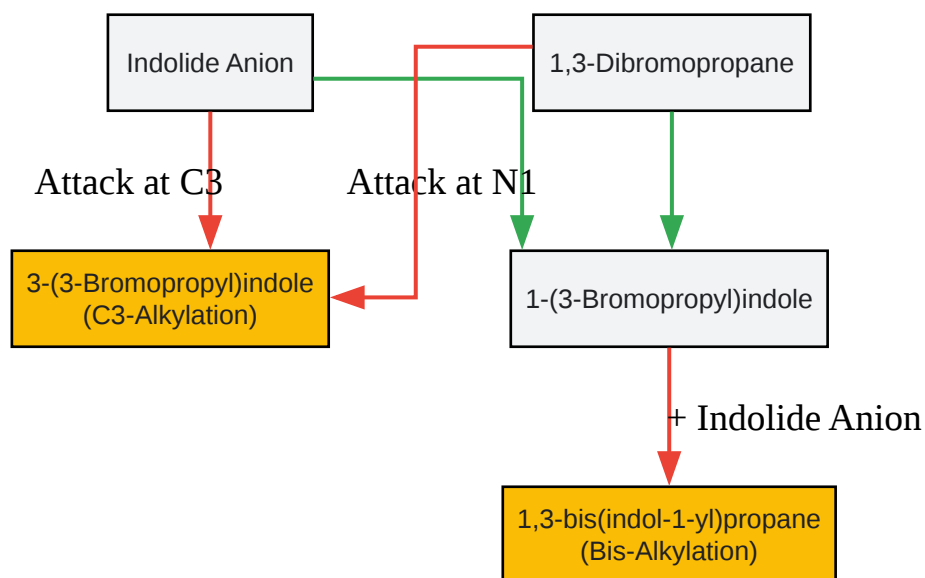 Indolide Anion
1,3-Dibromopropane
Attack at C3
Attack at N1
3-(3-Bromopropyl)indole
(C3-Alkylation)
1-(3-Bromopropyl)indole
+ Indolide Anion
1,3-bis(indol-1-yl)propane
(Bis-Alkylation)